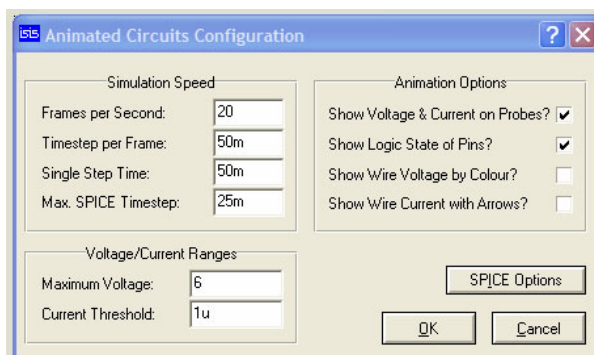 isis Animated Circuits Configuration ? X
Simulation Speed
Frames per Second: 20
Timestep per Frame: 50m
Single Step Time: 50m
Max. SPICE Timestep: 25m
Animation Options
Show Voltage & Current on Probes?
Show Logic State of Pins?
Show Wire Voltage by Colour?
Show Wire Current with Arrows?
Voltage/Current Ranges
Maximum Voltage: 6
Current Threshold: 1u
SPICE Options
OK Cancel